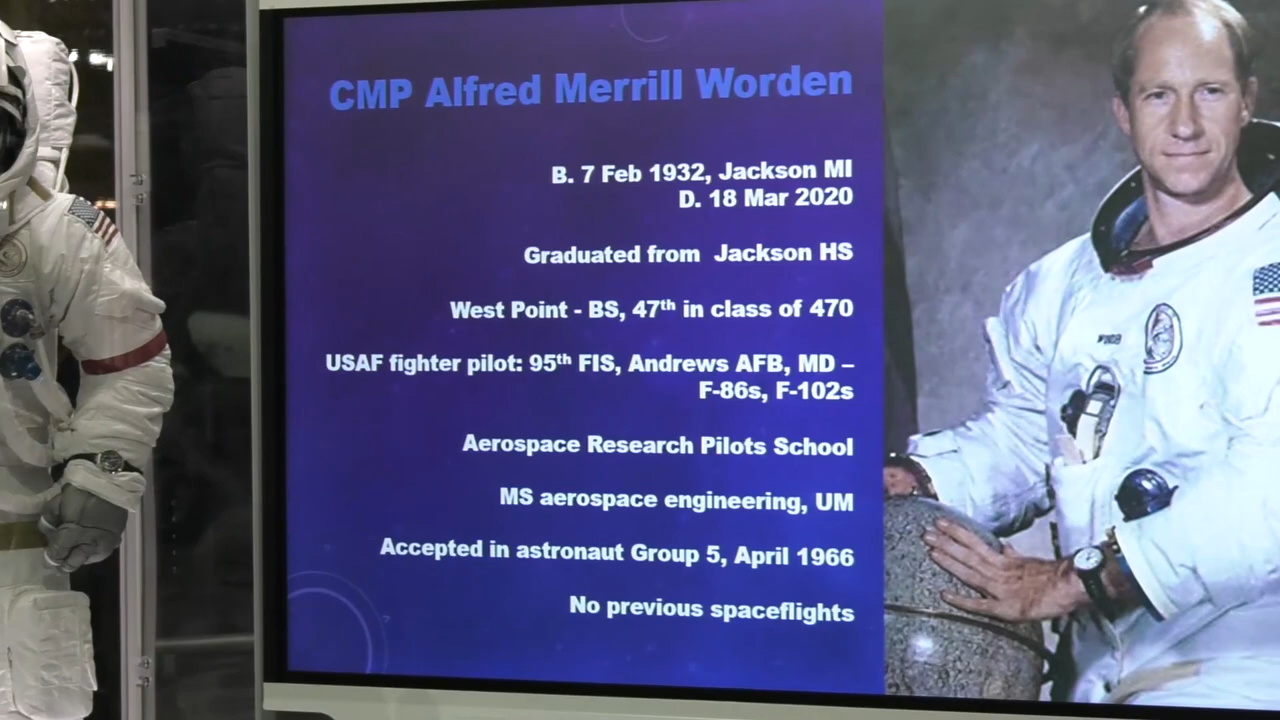 CMP Alfred Merrill Worden
B. 7 Feb 1932, Jackson MI
D. 18 Mar 2020
Graduated from  Jackson HS
West Point - BS, 47th in class of 470
USAF fighter pilot: 95th FIS, Andrews AFB, MD –
F-86s, F-102s
Aerospace Research Pilots School
MS aerospace engineering, UM
Accepted in astronaut Group 5, April 1966
No previous spaceflights